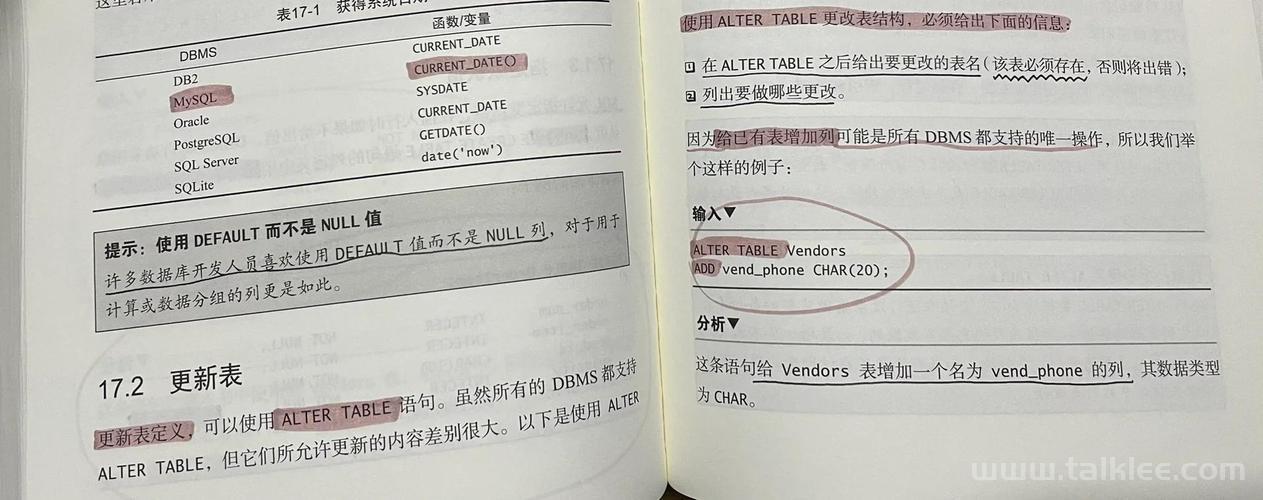 表17-1 获得系统日期
DBMS 函数/变量
DB2 CURRENT_DATE
MySQL CURRENT_DATE()
Oracle SYSDATE
PostgreSQL CURRENT_DATE
SQL Server GETDATE()
SQLite date('now')
提示：使用 DEFAULT 而不是 NULL 值
许多数据库开发人员喜欢使用 DEFAULT 值而不是 NULL 列，对于用于
计算或数据分组的列更是如此。
17.2 更新表
更新表定义，可以使用 ALTER TABLE 语句。虽然所有的 DBMS 都支持
ALTER TABLE，但它们所允许更新的内容差别很大。以下是使用 ALTER
使用 ALTER TABLE 更改表结构，必须给出下面的信息：
1 在 ALTER TABLE 之后给出要更改的表名（该表必须存在，否则将出错）；
2 列出要做哪些更改。
因为给已有表增加列可能是所有 DBMS 都支持的唯一操作，所以我们举
个这样的例子：
输入▼
ALTER TABLE Vendors
ADD vend_phone CHAR(20);
分析▼
这条语句给 Vendors 表增加一个名为 vend_phone 的列，其数据类型
为 CHAR。
www.talklee.com